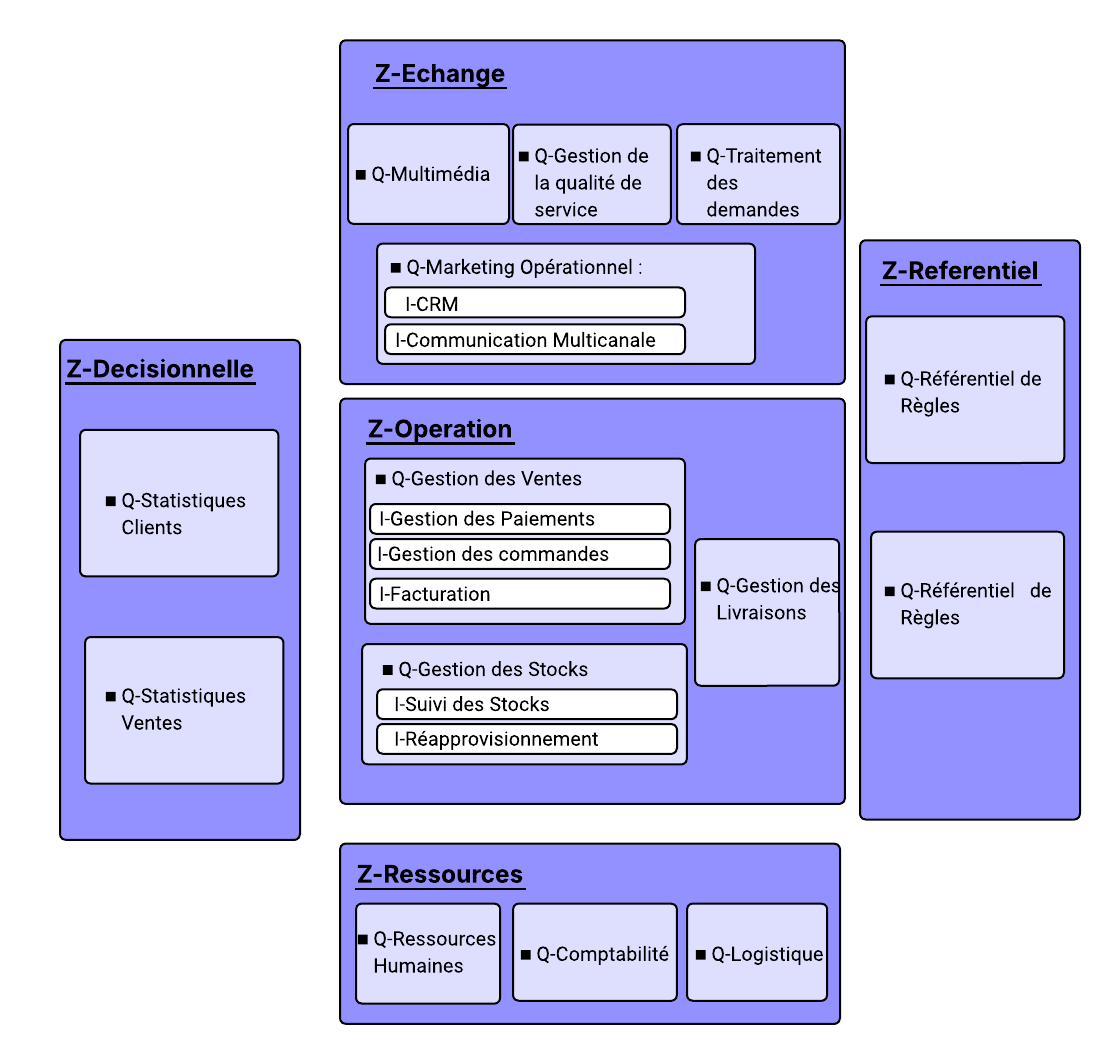 Z-Echange
■ Q-Multimédia
■ Q-Gestion de
la qualité de
service
■ Q-Traitement
des
demandes
■ Q-Marketing Opérationnel :
I-CRM
I-Communication Multicanale
Z-Decisionnelle
■ Q-Statistiques
Clients
■ Q-Statistiques
Ventes
Z-Operation
■ Q-Gestion des Ventes
I-Gestion des Paiements
I-Gestion des commandes
I-Facturation
■ Q-Gestion des Stocks
I-Suivi des Stocks
I-Réapprovisionnement
■ Q-Gestion des
Livraisons
Z-Referentiel
■ Q-Référentiel de
Règles
■ Q-Référentiel de
Règles
Z-Ressources
■ Q-Ressources
Humaines
■ Q-Comptabilité
■ Q-Logistique